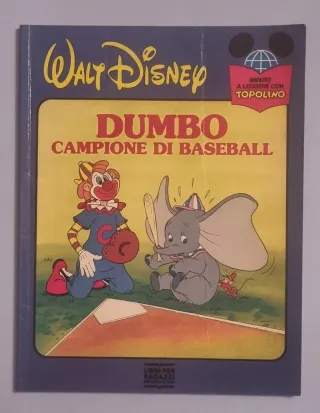 WALT DISNEY
IMPARO
A LEGGERE CON
TOPOLINO
DUMBO
CAMPIONE DI BASEBALL
C
LIBRI PER
RAGAZZI